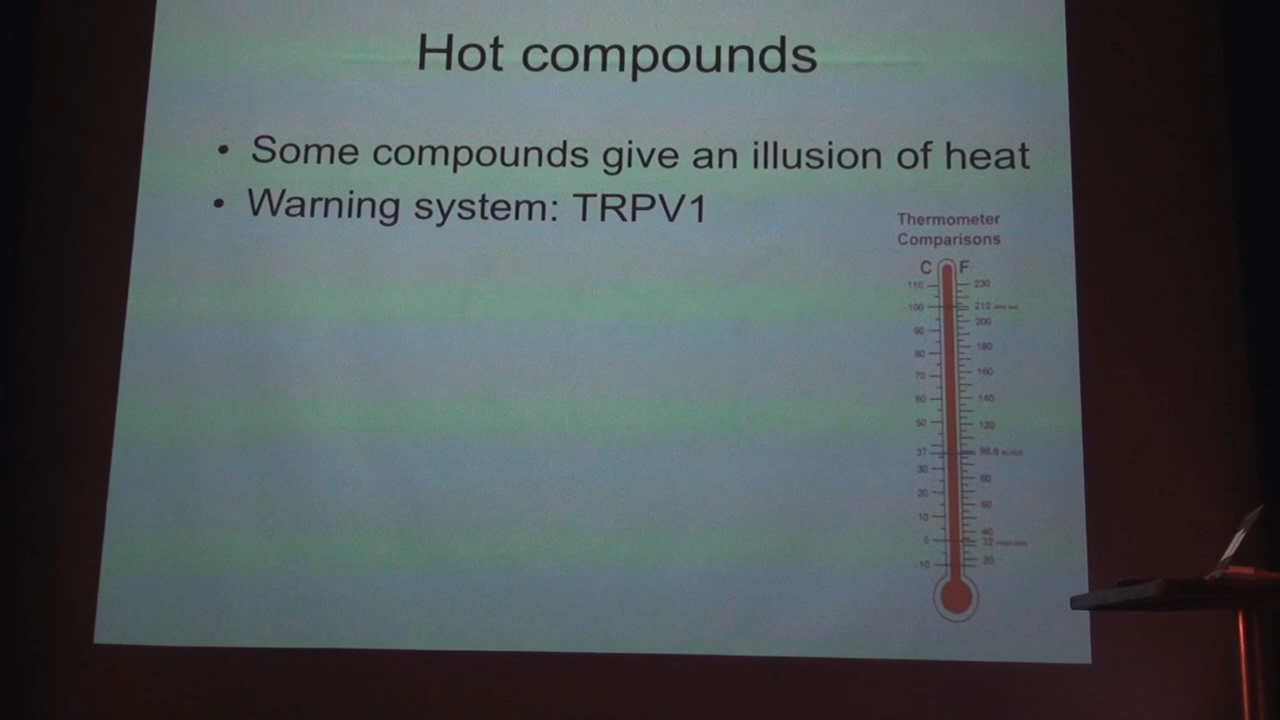 Hot compounds
• Some compounds give an illusion of heat
• Warning system: TRPV1
Thermometer
Comparisons
C F
110 230
100 212
200
90
80 180
70 160
60 140
50 120
37 98.6 BLOOD
30
80
20
60
10
40
0 32
-10 20